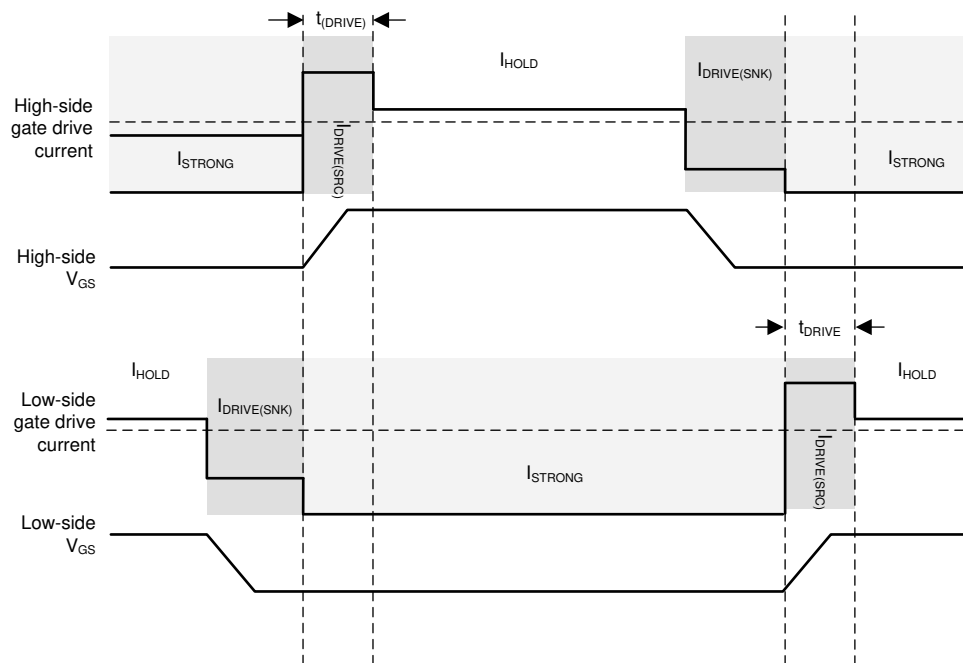 t(DRIVE)
IHOLD
IDRIVE(SNK)
High-side
gate drive
current
IDRIVE(SRC)
ISTRONG
ISTRONG
High-side
VGS
tDRIVE
IHOLD
IHOLD
IDRIVE(SNK)
Low-side
gate drive
current
IDRIVE(SRC)
ISTRONG
Low-side
VGS